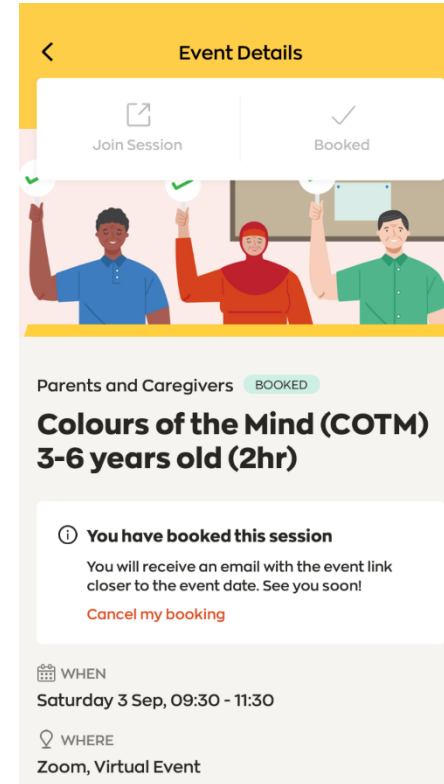 Event Details
Join Session
Booked
Parents and Caregivers BOOKED
Colours of the Mind (COTM)
3-6 years old (2hr)
You have booked this session
You will receive an email with the event link
closer to the event date. See you soon!
Cancel my booking
WHEN
Saturday 3 Sep, 09:30 - 11:30
WHERE
Zoom, Virtual Event